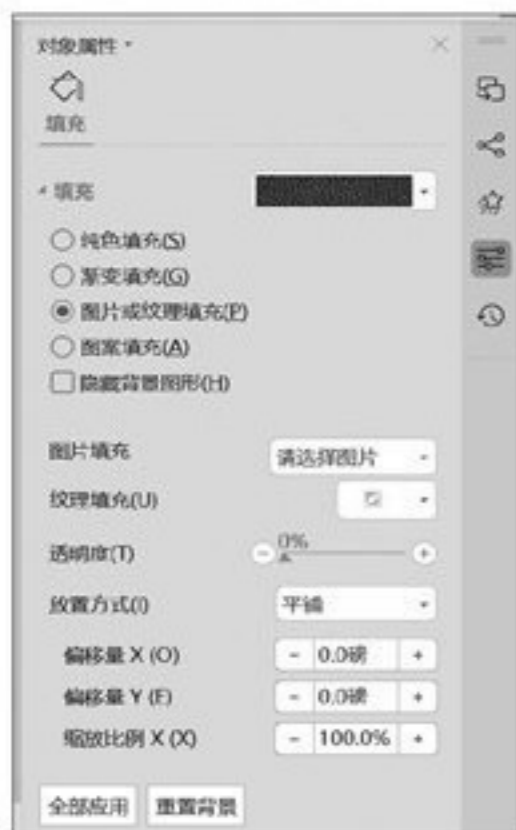 对象属性
填充
填充
纯色填充(S)
渐变填充(G)
图片或纹理填充(P)
图案填充(A)
隐藏背景图形(H)
图片填充 请选择图片
纹理填充(U)
透明度(T) 0%
放置方式(I) 平铺
偏移量 X (O) - 0.0磅 +
偏移量 Y (E) - 0.0磅 +
缩放比例 X (X) - 100.0% +
全部应用 重置背景